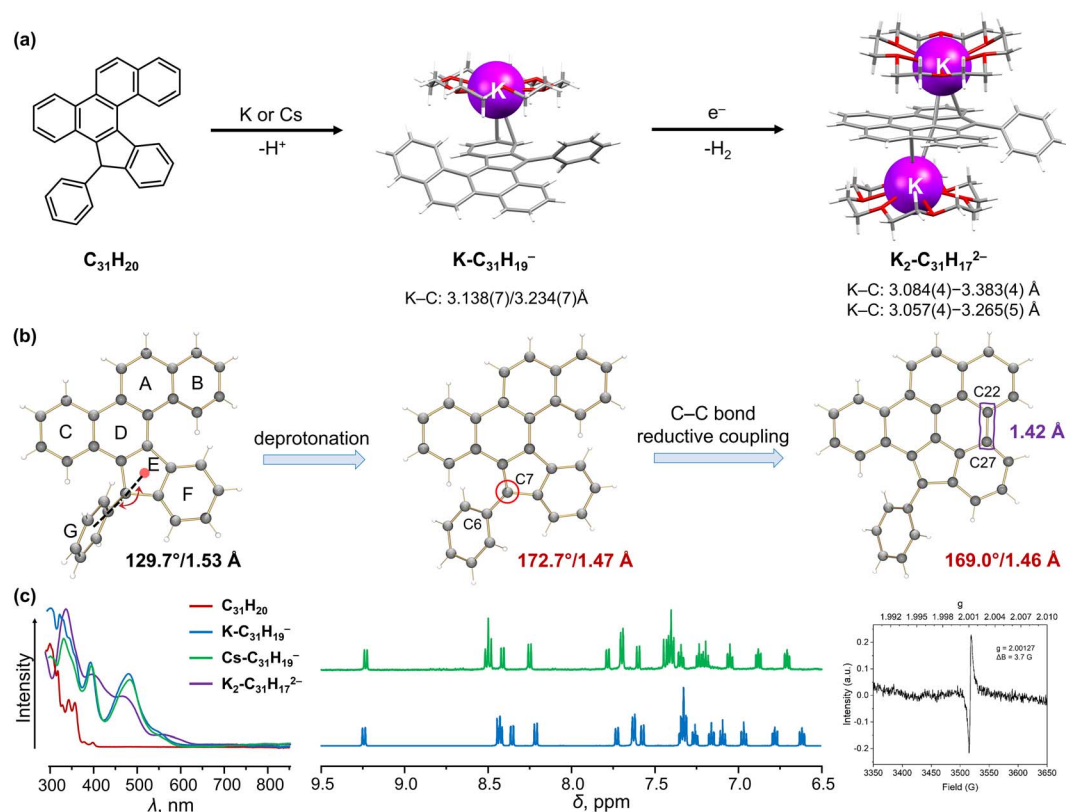 (a)
K or Cs
-H⁺
e⁻
-H₂
K
K
K
C₃₁H₂₀
K-C₃₁H₁₉⁻
K₂-C₃₁H₁₇²⁻
K–C: 3.138(7)/3.234(7)Å
K–C: 3.084(4)−3.383(4) Å
K–C: 3.057(4)−3.265(5) Å
(b)
A
B
C
D
E
F
G
129.7°/1.53 Å
deprotonation
C7
C6
172.7°/1.47 Å
C–C bond
reductive coupling
C22
C27
1.42 Å
169.0°/1.46 Å
(c)
Intensity
C₃₁H₂₀
K-C₃₁H₁₉⁻
Cs-C₃₁H₁₉⁻
K₂-C₃₁H₁₇²⁻
300 400 500 600 700 800
λ, nm
9.5 9.0 8.5 8.0 7.5 7.0 6.5
δ, ppm
g
1.992 1.995 1.998 2.001 2.004 2.007 2.010
g = 2.00127
ΔB = 3.7 G
Intensity (a.u.)
0.2
0.1
0.0
-0.1
-0.2
3350 3400 3450 3500 3550 3600 3650
Field (G)